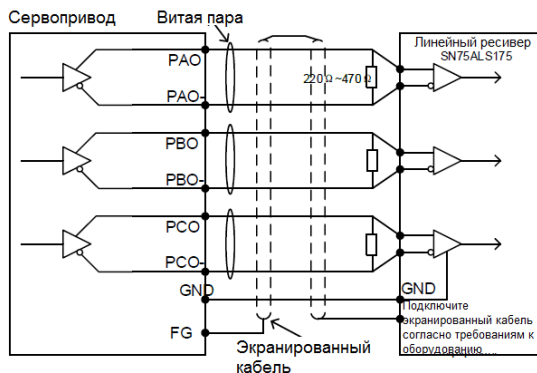 Сервопривод
Витая пара
Линейный ресивер
SN75ALS175
PAO
220Ω~470Ω
PAO-
PBO
PBO-
PCO
PCO-
GND
GND
Подключите
экранированный кабель
согласно требованиям к
оборудованию....
FG
Экранированный
кабель